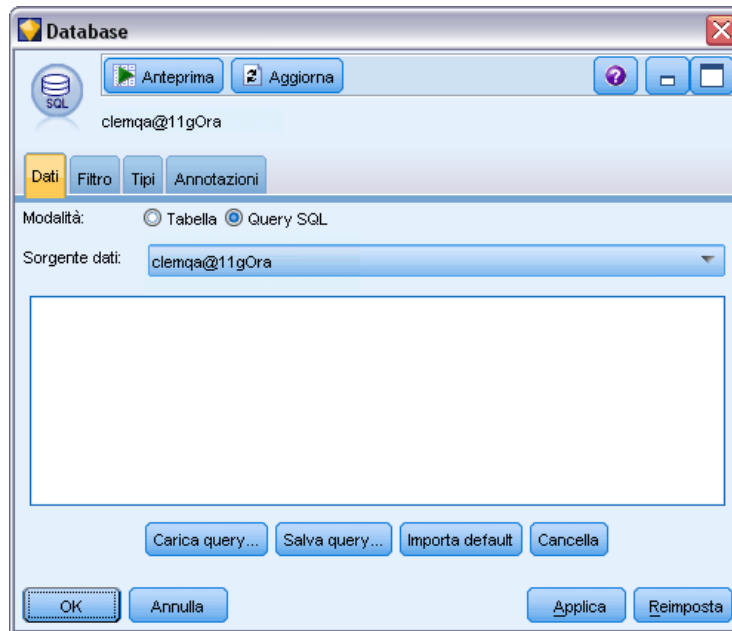 Database
Anteprima Aggiorna
?
SQL
clemqa@11gOra
Dati Filtro Tipi Annotazioni
Modalità: Tabella Query SQL
Sorgente dati: clemqa@11gOra
Carica query... Salva query... Importa default Cancella
OK Annulla Applica Reimposta